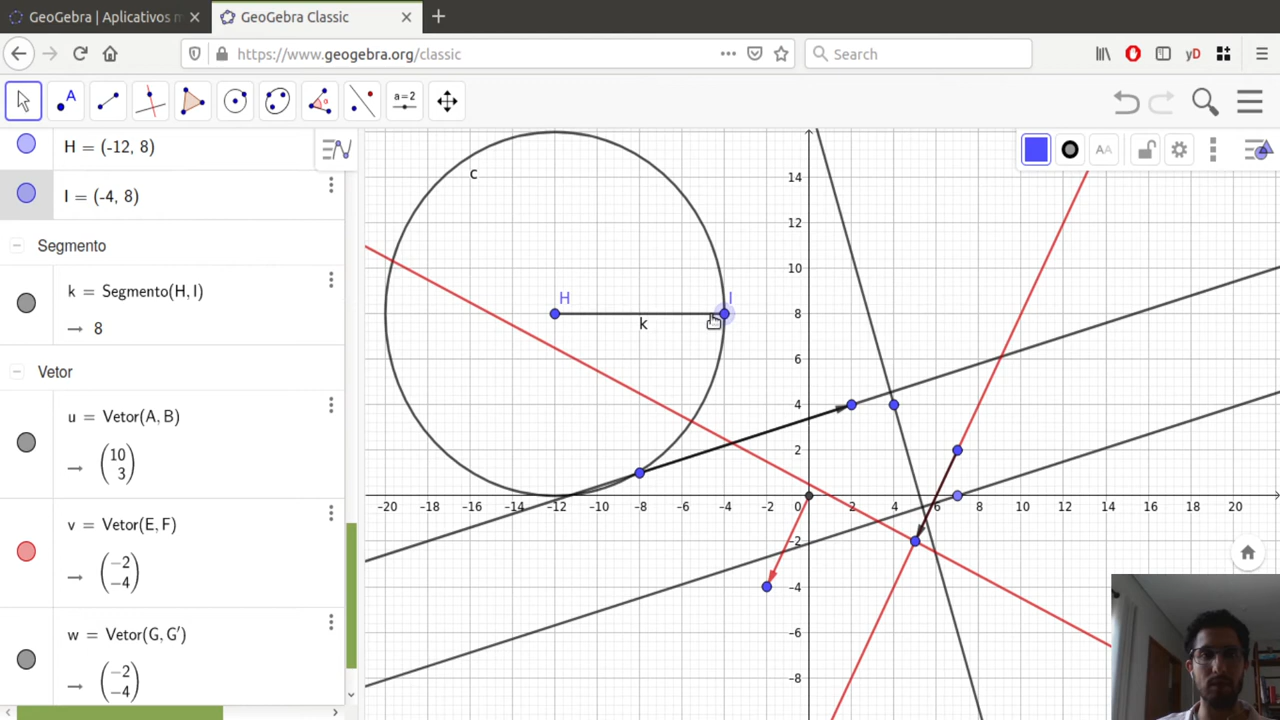 GeoGebra | Aplicativos m
GeoGebra Classic
https://www.geogebra.org/classic
Search
yD
A
α
a=2
H = (-12, 8)
I = (-4, 8)
Segmento
k = Segmento(H, I)
→ 8
Vetor
u = Vetor(A, B)
→ (10
3)
v = Vetor(E, F)
→ (−2
−4)
w = Vetor(G, G′)
→ (−2
−4)
AA
c
H
I
k
14
12
10
8
6
4
2
-20 -18 -16 -14 -12 -10 -8 -6 -4 -2 0 2 4 6 8 10 12 14 16 18 20
-2
-4
-6
-8